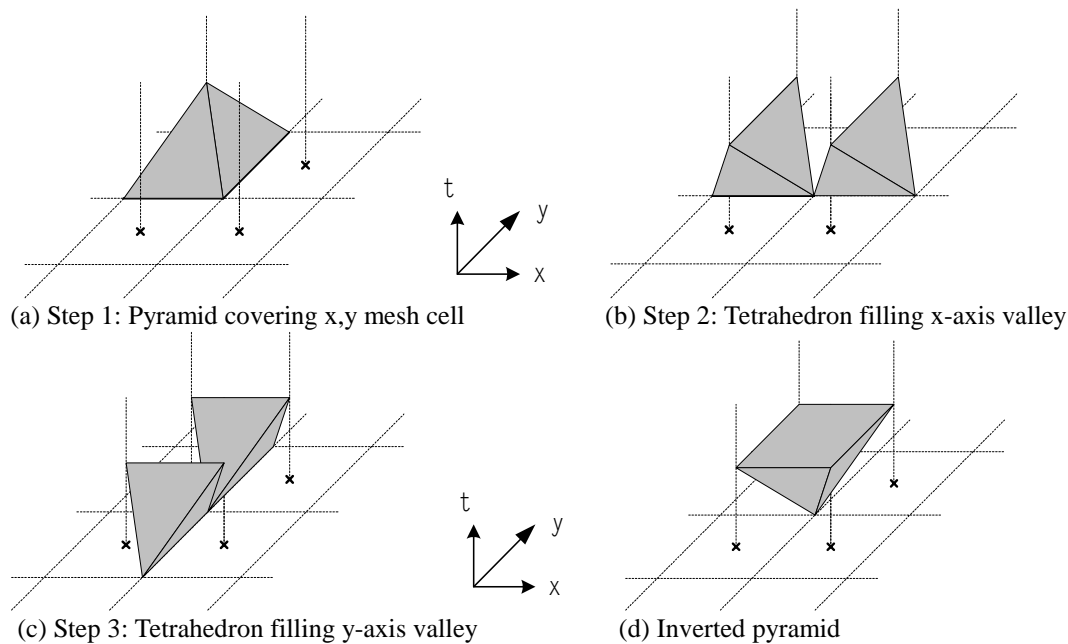 t
y
x
(a) Step 1: Pyramid covering x,y mesh cell
(b) Step 2: Tetrahedron filling x-axis valley
t
y
x
(c) Step 3: Tetrahedron filling y-axis valley
(d) Inverted pyramid